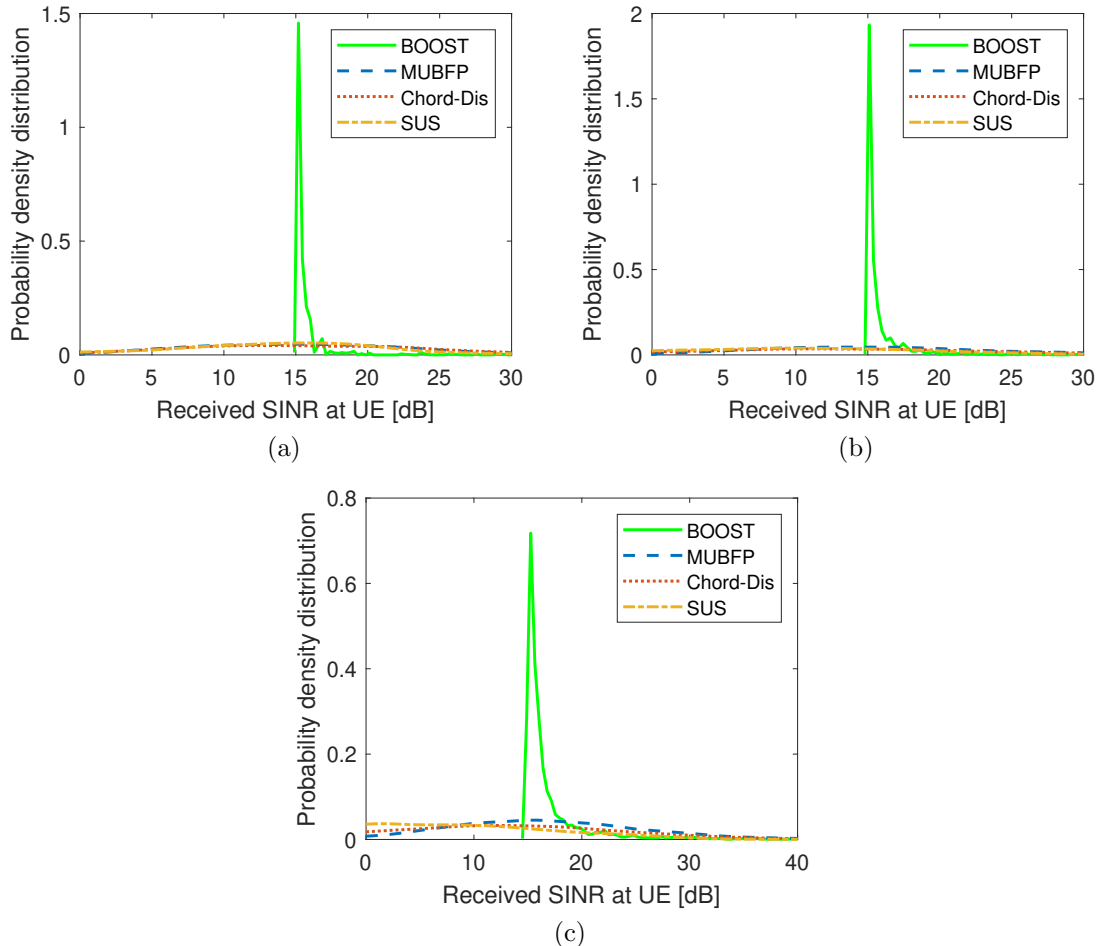 1.5
1
0.5
0
Probability density distribution
0 5 10 15 20 25 30
Received SINR at UE [dB]
BOOST
MUBFP
Chord-Dis
SUS
(a)
2
1.5
1
0.5
0
Probability density distribution
0 5 10 15 20 25 30
Received SINR at UE [dB]
BOOST
MUBFP
Chord-Dis
SUS
(b)
0.8
0.6
0.4
0.2
0
Probability density distribution
0 10 20 30 40
Received SINR at UE [dB]
BOOST
MUBFP
Chord-Dis
SUS
(c)